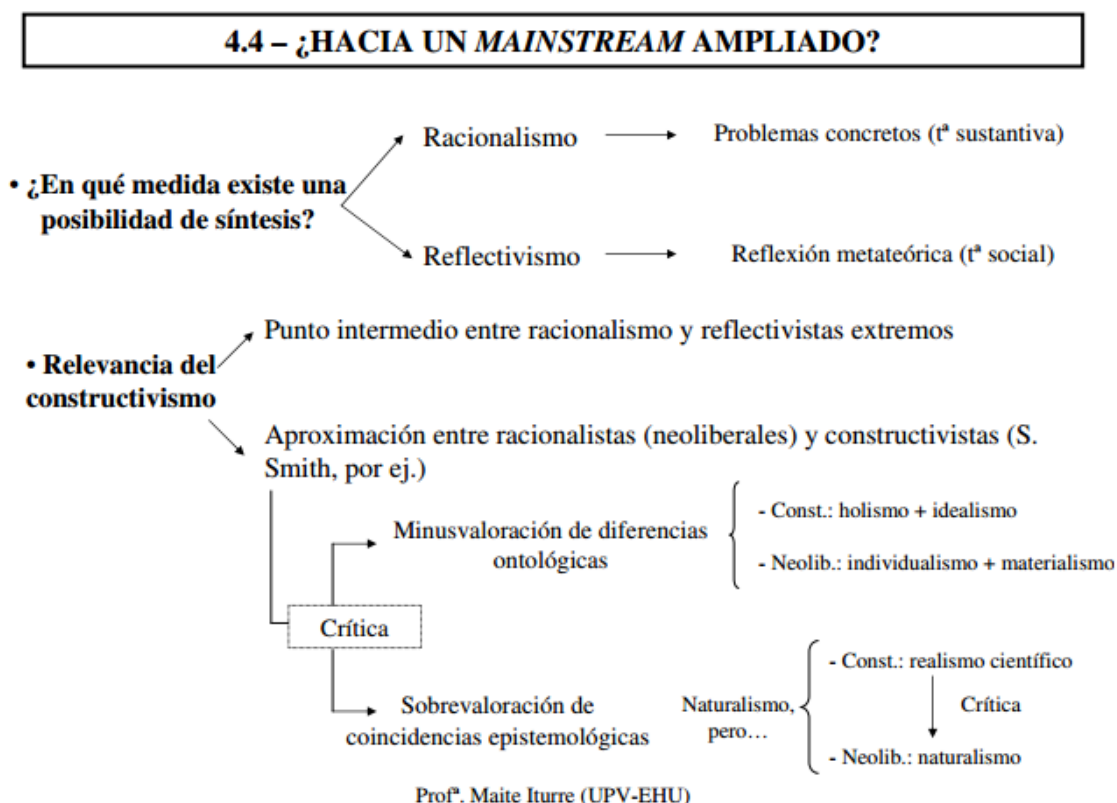 4.4 – ¿HACIA UN MAINSTREAM AMPLIADO?
• ¿En qué medida existe una
posibilidad de síntesis?
Racionalismo
Problemas concretos (tª sustantiva)
Reflectivismo
Reflexión metateórica (tª social)
• Relevancia del
constructivismo
Punto intermedio entre racionalismo y reflectivistas extremos
Aproximación entre racionalistas (neoliberales) y constructivistas (S.
Smith, por ej.)
Crítica
Minusvaloración de diferencias
ontológicas
- Const.: holismo + idealismo
- Neolib.: individualismo + materialismo
Sobrevaloración de
coincidencias epistemológicas
Naturalismo,
pero…
- Const.: realismo científico
Crítica
- Neolib.: naturalismo
Profª. Maite Iturre (UPV-EHU)